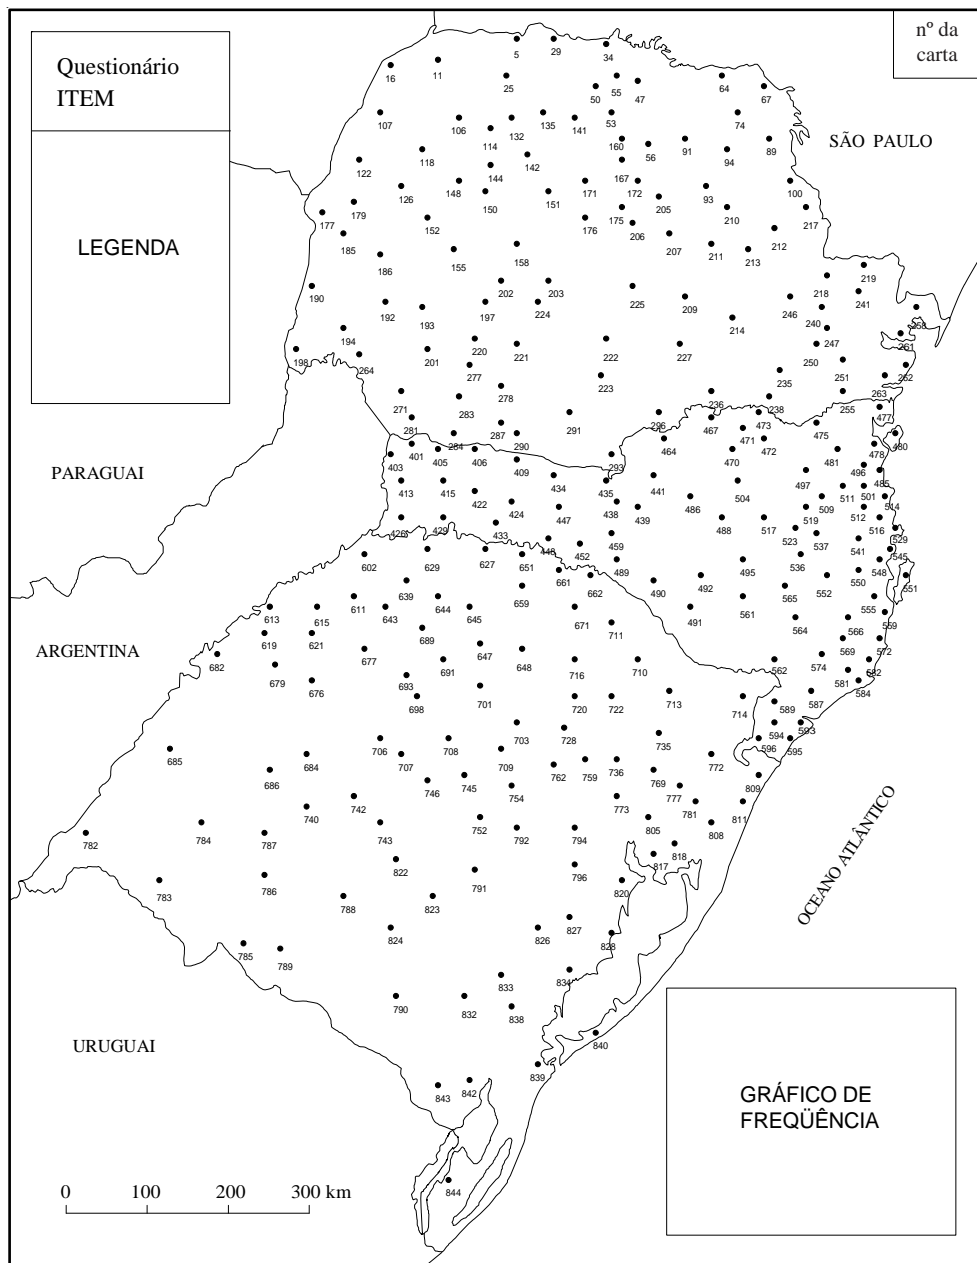 nº da
carta
Questionário
ITEM
LEGENDA
SÃO PAULO
PARAGUAI
ARGENTINA
URUGUAI
OCEANO ATLÂNTICO
GRÁFICO DE
FREQÜÊNCIA
0 100 200 300 km
5 29 34
16 11 25 50 55 47 64 67
107 106 114 132 135 141 53 74
118 142 160 56 91 94 89
122 126 148 144 150 151 171 167 172 93 100
177 179 152 175 205 210 217
185 186 155 158 176 206 207 211 213 212
190 192 193 197 202 203 224 225 209 214 246 218 219 241 240
258
194 198 264 201 220 221 222 227 250 247 261
277 223 235 251 262
271 283 278 236 238 255 263
281 284 287 290 291 296 467 473 475 477
401 403 405 406 409 293 464 471 472 470 481 478 480
413 415 422 424 434 435 441 504 497 496 485
426 429 433 447 438 439 486 488 517 509 511 501 514
519 512 516
448 452 459 523 537 541 529
602 629 627 651 489 495 536 545
661 662 490 492 565 552 550 548 551
639 659
613 615 611 643 644 645 671 491 561 555
619 621 689 711 564 566 559
682 677 647 648 569 572
679 691 716 710 562 574 582
676 693 701 581 584
698 720 722 713 714 589 587
703 728 594 593
685 706 708 735 596 595
684 707 709 762 759 736 772
686 746 745 754 769 777 809
742 773 781 811
740 743 752 805 808
782 784 787 792 794
822 817 818
783 786 791 796 820
788 823
824 826 827 828
785 789 834
790 832 833 838
840
839
843 842
844